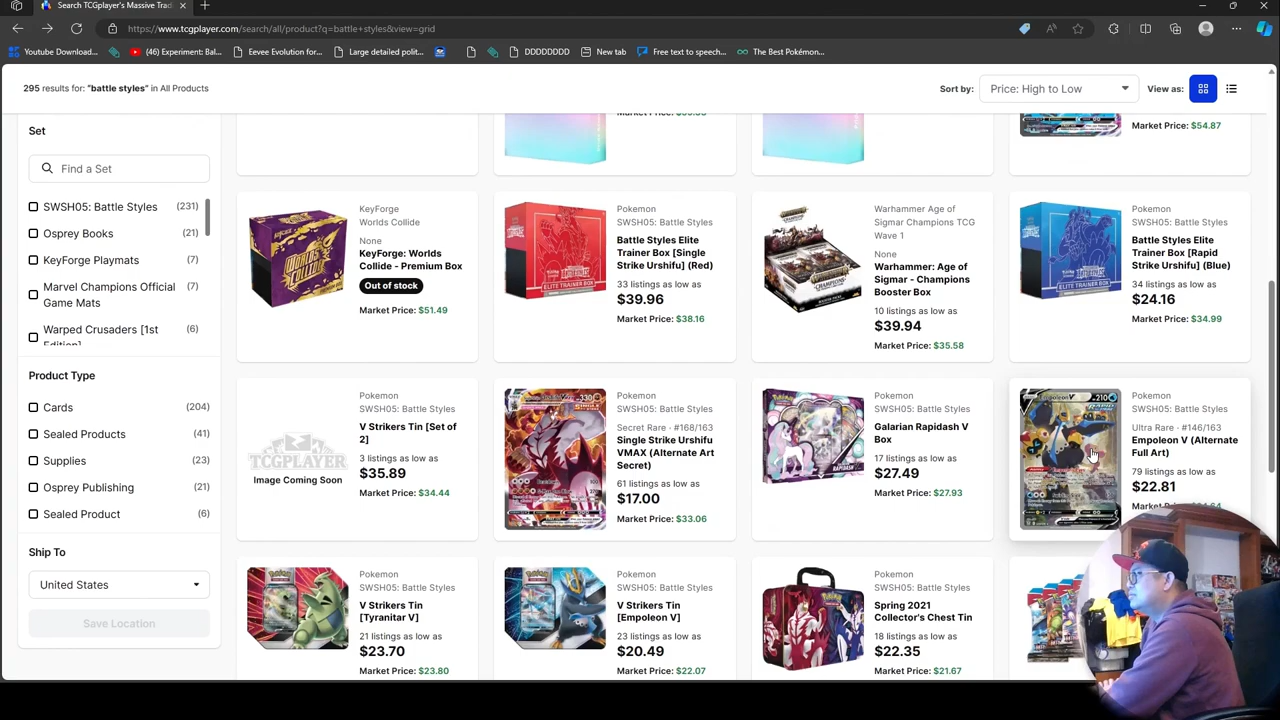 Search TCGplayer's Massive Trad
https://www.tcgplayer.com/search/all/product?q=battle+styles&view=grid
Youtube Download...
(46) Experiment: Bal...
Eevee Evolution for...
Large detailed polit...
DDDDDDD
New tab
Free text to speech...
The Best Pokémon...
295 results for: "battle styles" in All Products
Sort by:
Price: High to Low
View as:
Set
Find a Set
SWSH05: Battle Styles (231)
Osprey Books (21)
KeyForge Playmats (7)
Marvel Champions Official (7)
Game Mats
Warped Crusaders [1st (6)
Edition]
Product Type
Cards (204)
Sealed Products (41)
Supplies (23)
Osprey Publishing (21)
Sealed Product (6)
Ship To
United States
Save Location
Market Price: $54.87
KeyForge
Worlds Collide
None
KeyForge: Worlds
Collide - Premium Box
Out of stock
Market Price: $51.49
Pokemon
SWSH05: Battle Styles
Battle Styles Elite
Trainer Box [Single
Strike Urshifu] (Red)
33 listings as low as
$39.96
Market Price: $38.16
Warhammer Age of
Sigmar Champions TCG
Wave 1
None
Warhammer: Age of
Sigmar - Champions
Booster Box
10 listings as low as
$39.94
Market Price: $35.58
Pokemon
SWSH05: Battle Styles
Battle Styles Elite
Trainer Box [Rapid
Strike Urshifu] (Blue)
34 listings as low as
$24.16
Market Price: $34.99
TCGPLAYER
Image Coming Soon
Pokemon
SWSH05: Battle Styles
V Strikers Tin [Set of
2]
3 listings as low as
$35.89
Market Price: $34.44
Pokemon
SWSH05: Battle Styles
Secret Rare · #168/163
Single Strike Urshifu
VMAX (Alternate Art
Secret)
61 listings as low as
$17.00
Market Price: $33.06
Pokemon
SWSH05: Battle Styles
Galarian Rapidash V
Box
17 listings as low as
$27.49
Market Price: $27.93
Pokemon
SWSH05: Battle Styles
Ultra Rare · #146/163
Empoleon V (Alternate
Full Art)
79 listings as low as
$22.81
Pokemon
SWSH05: Battle Styles
V Strikers Tin
[Tyranitar V]
21 listings as low as
$23.70
Market Price: $23.80
Pokemon
SWSH05: Battle Styles
V Strikers Tin
[Empoleon V]
23 listings as low as
$20.49
Market Price: $22.07
Pokemon
SWSH05: Battle Styles
Spring 2021
Collector's Chest Tin
18 listings as low as
$22.35
Market Price: $21.67